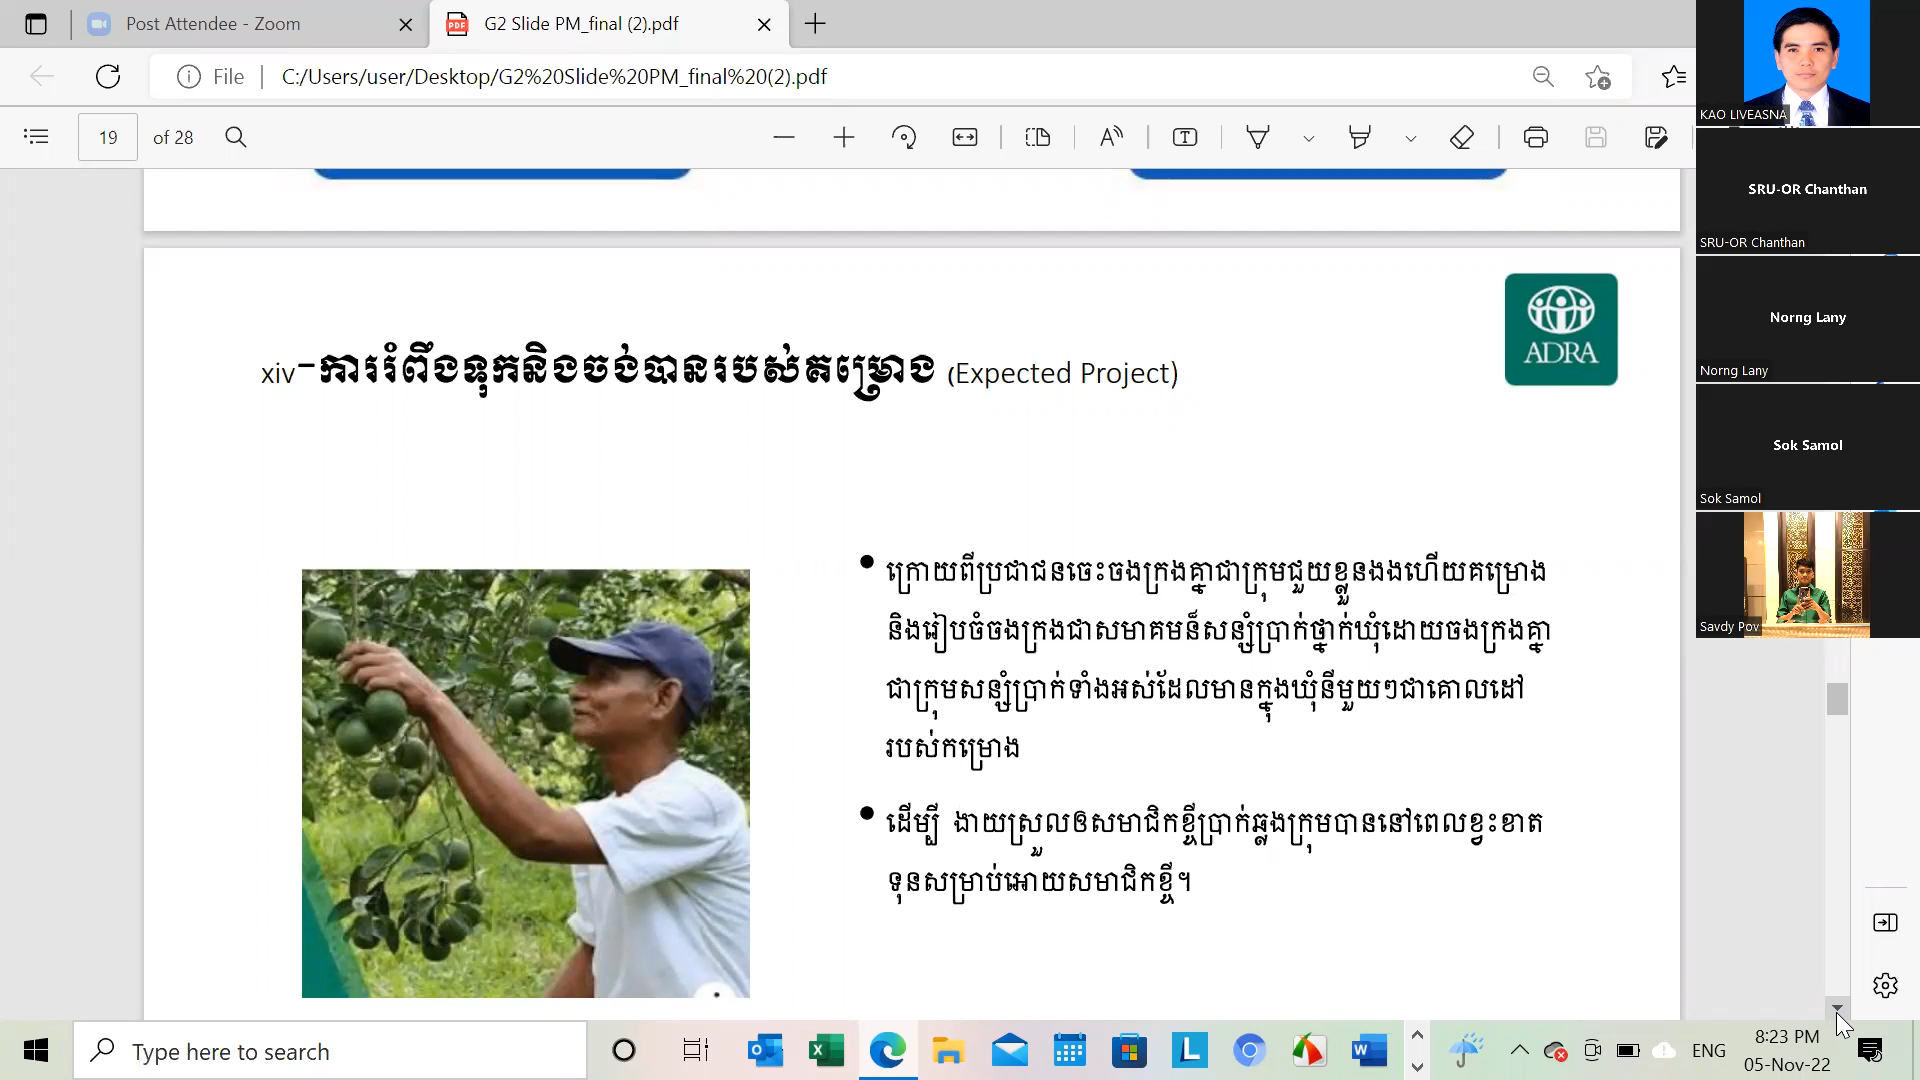 Post Attendee - Zoom
G2 Slide PM_final (2).pdf
File
C:/Users/user/Desktop/G2%20Slide%20PM_final%20(2).pdf
19 of 28
xiv-ការរំពឹងទុកនិងចង់បានរបស់គម្រោង (Expected Project)
ADRA
• ក្រោយពីប្រជាជនចេះចងក្រងគ្នាជាក្រុមជួយខ្លួនងងហើយគម្រោង
និងរៀបចំចងក្រងជាសមាគមន៏សន្សំប្រាក់ថ្នាក់ឃុំដោយចងក្រងគ្នា
ជាក្រុមសន្សំប្រាក់ទាំងអស់ដែលមានក្នុងឃុំនីមួយៗជាគោលដៅ
របស់កម្រោង
• ដើម្បី ងាយស្រួលឲសមាជិកខ្ចីប្រាក់ឆ្លងក្រុមបាននៅពេលខ្វះខាត
ទុនសម្រាប់អោយសមាជិកខ្ចី។
KAO LIVEASNA
SRU-OR Chanthan
SRU-OR Chanthan
Norng Lany
Norng Lany
Sok Samol
Sok Samol
Savdy Pov
Type here to search
ENG
8:23 PM
05-Nov-22